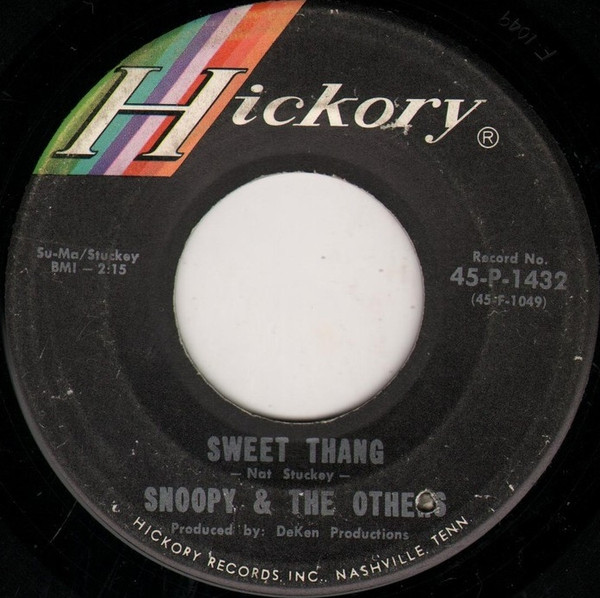 F 1049
Hickory®
Su-Ma/Stuckey
BMI – 2:15
Record No.
45-P-1432
(45-F-1049)
SWEET THANG
– Nat Stuckey –
SNOOPY & THE OTHERS
Produced by: DeKen Productions
HICKORY RECORDS, INC., NASHVILLE, TENN